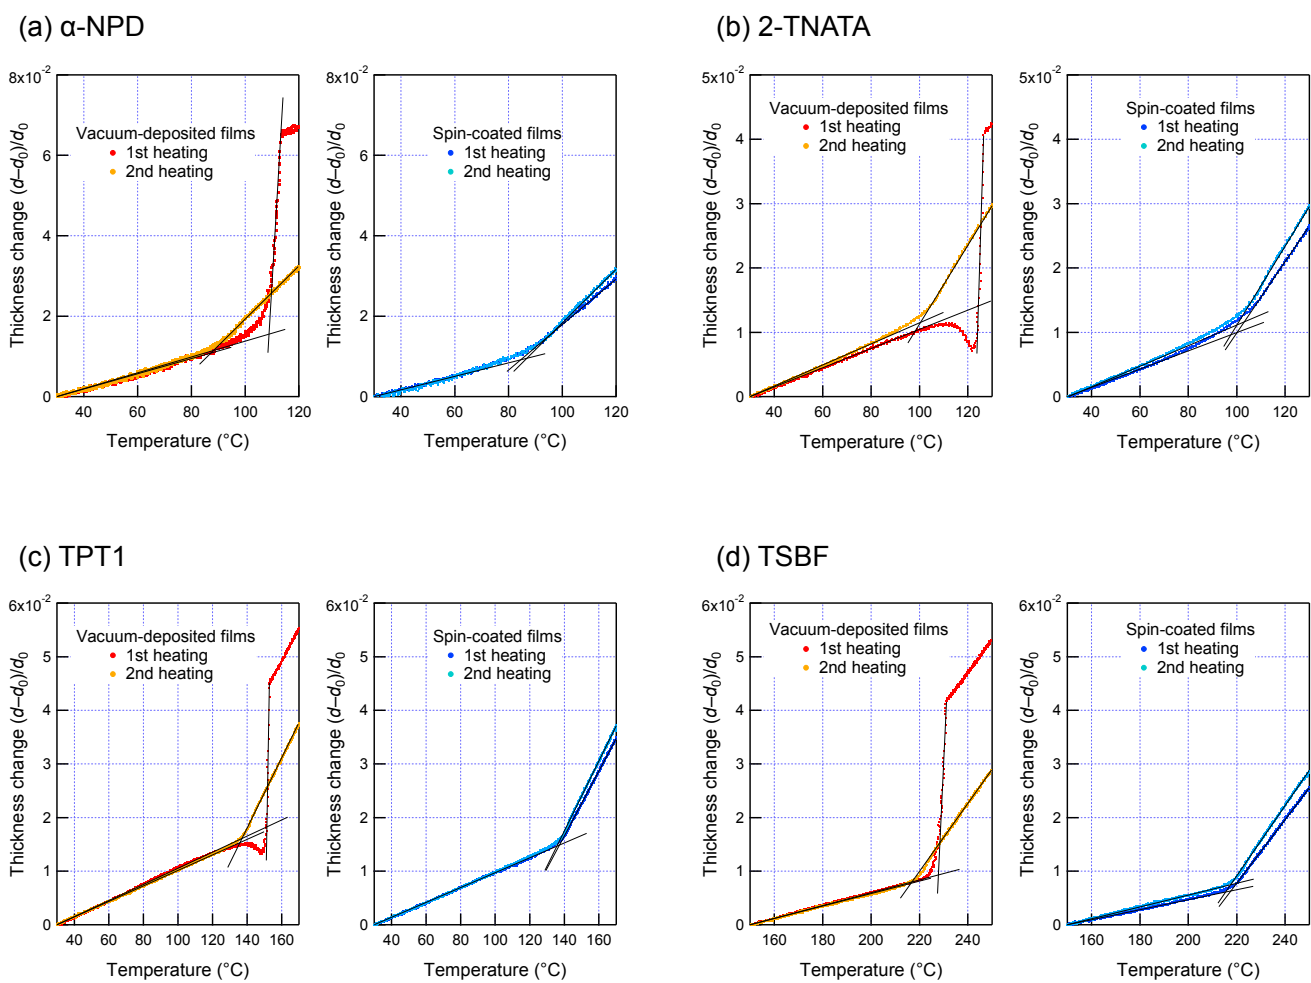 (a) α-NPD
8x10⁻²
6
4
2
0
Thickness change (d–d₀)/d₀
Vacuum-deposited films
1st heating
2nd heating
40 60 80 100 120
Temperature (°C)
8x10⁻²
6
4
2
0
Thickness change (d–d₀)/d₀
Spin-coated films
1st heating
2nd heating
40 60 80 100 120
Temperature (°C)
(b) 2-TNATA
5x10⁻²
4
3
2
1
0
Thickness change (d–d₀)/d₀
Vacuum-deposited films
1st heating
2nd heating
40 60 80 100 120
Temperature (°C)
5x10⁻²
4
3
2
1
0
Thickness change (d–d₀)/d₀
Spin-coated films
1st heating
2nd heating
40 60 80 100 120
Temperature (°C)
(c) TPT1
6x10⁻²
5
4
3
2
1
0
Thickness change (d–d₀)/d₀
Vacuum-deposited films
1st heating
2nd heating
40 60 80 100 120 140 160
Temperature (°C)
6x10⁻²
5
4
3
2
1
0
Thickness change (d–d₀)/d₀
Spin-coated films
1st heating
2nd heating
40 60 80 100 120 140 160
Temperature (°C)
(d) TSBF
6x10⁻²
5
4
3
2
1
0
Thickness change (d–d₀)/d₀
Vacuum-deposited films
1st heating
2nd heating
160 180 200 220 240
Temperature (°C)
6x10⁻²
5
4
3
2
1
0
Thickness change (d–d₀)/d₀
Spin-coated films
1st heating
2nd heating
160 180 200 220 240
Temperature (°C)